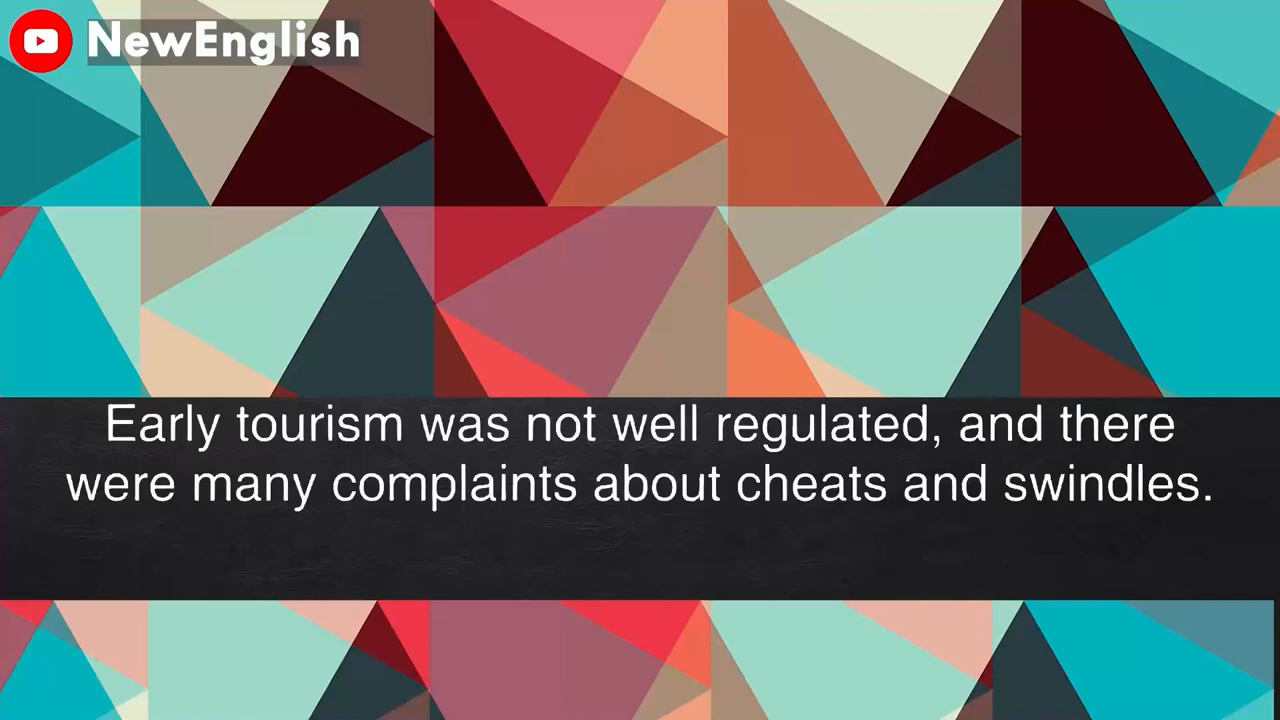 NewEnglish
Early tourism was not well regulated, and there
were many complaints about cheats and swindles.